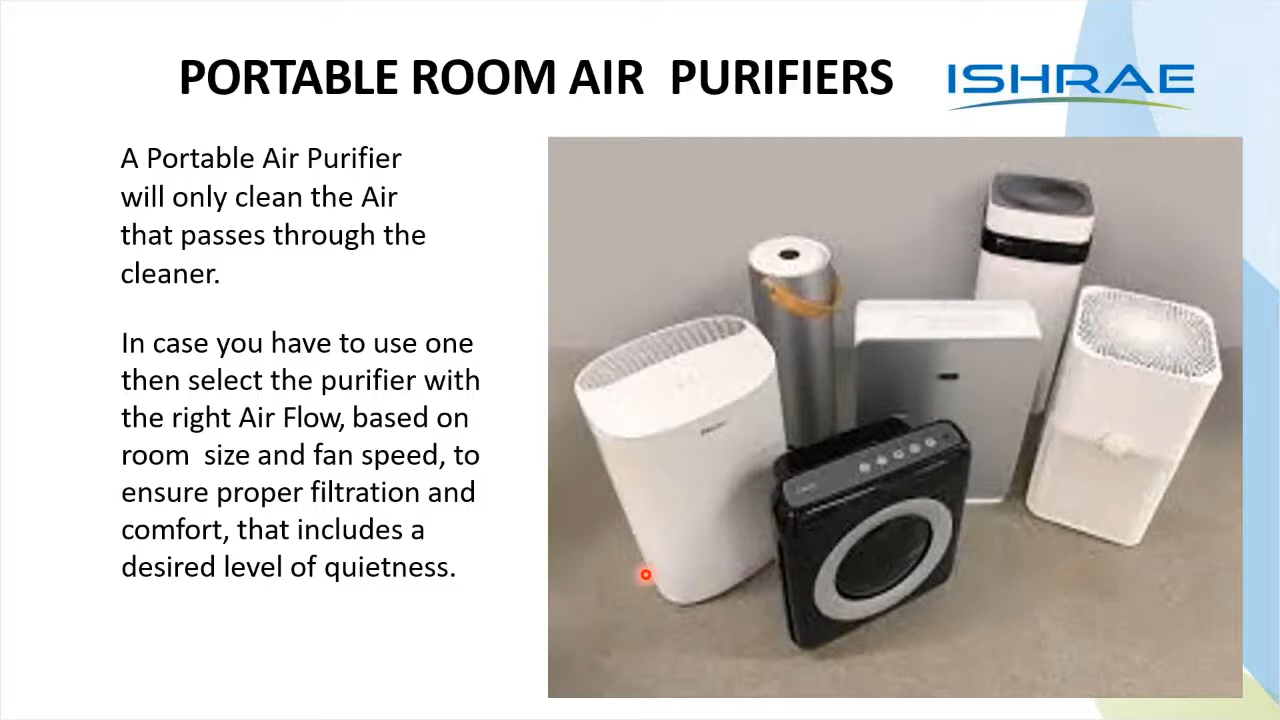 PORTABLE ROOM AIR  PURIFIERS
ISHRAE
A Portable Air Purifier
will only clean the Air
that passes through the
cleaner.
In case you have to use one
then select the purifier with
the right Air Flow, based on
room  size and fan speed, to
ensure proper filtration and
comfort, that includes a
desired level of quietness.